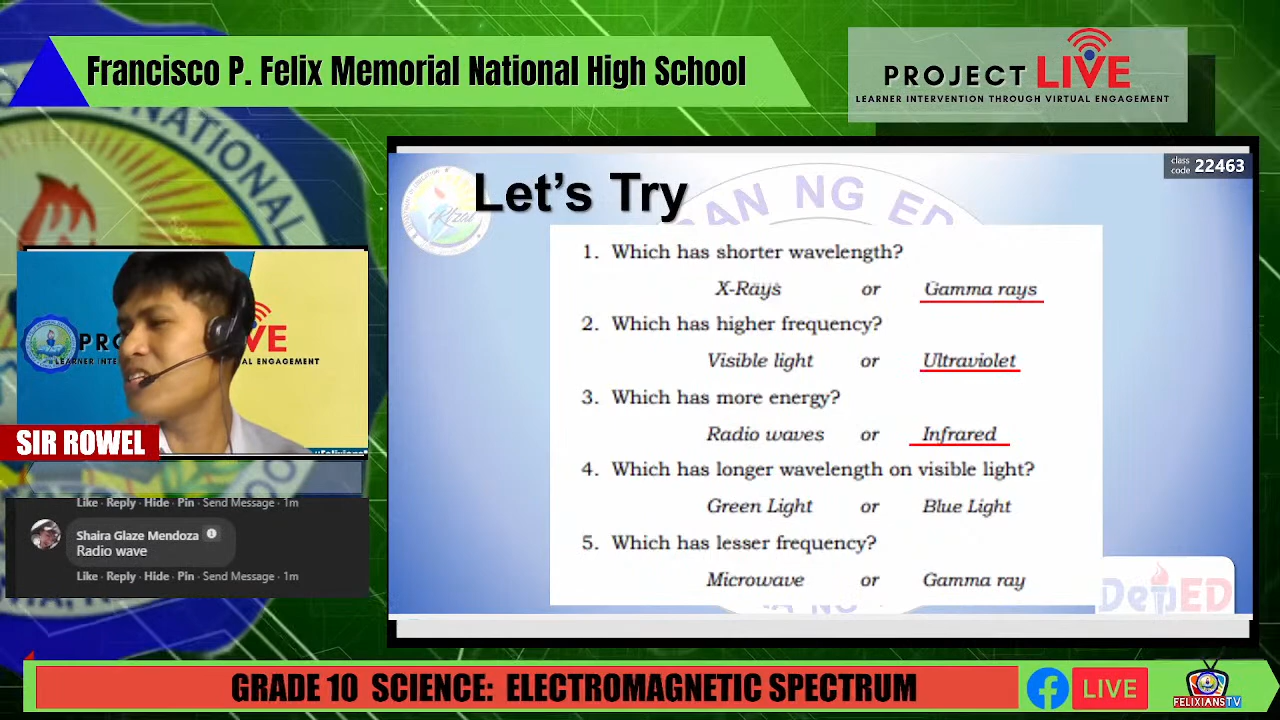 Francisco P. Felix Memorial National High School
PROJECT LIVE
LEARNER INTERVENTION THROUGH VIRTUAL ENGAGEMENT
class code 22463
Let's Try
1. Which has shorter wavelength?
X-Rays or Gamma rays
2. Which has higher frequency?
Visible light or Ultraviolet
3. Which has more energy?
Radio waves or Infrared
4. Which has longer wavelength on visible light?
Green Light or Blue Light
5. Which has lesser frequency?
Microwave or Gamma ray
DepED
SIR ROWEL
Like · Reply · Hide · Pin · Send Message · 1m
Shaira Glaze Mendoza
Radio wave
Like · Reply · Hide · Pin · Send Message · 1m
GRADE 10 SCIENCE: ELECTROMAGNETIC SPECTRUM
LIVE
FELIXIANS TV